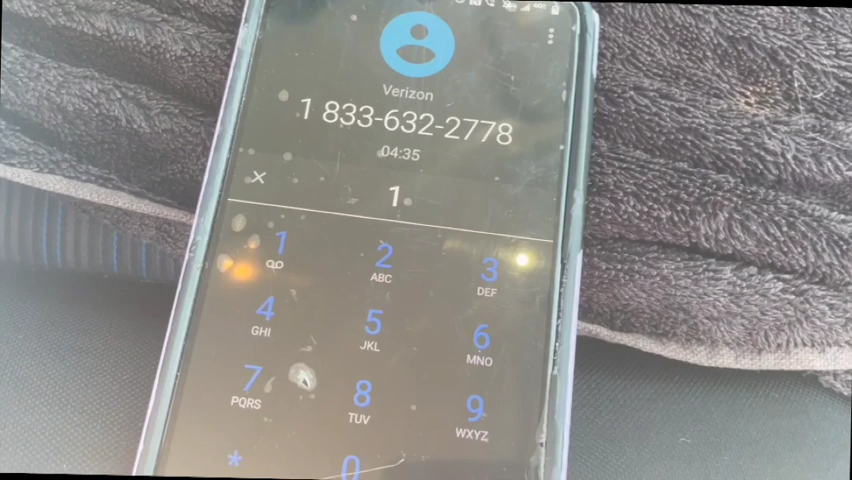 Verizon
1 833-632-2778
04:35
1
1 2 3
ABC DEF
4 5 6
GHI JKL MNO
7 8 9
PQRS TUV WXYZ
* 0